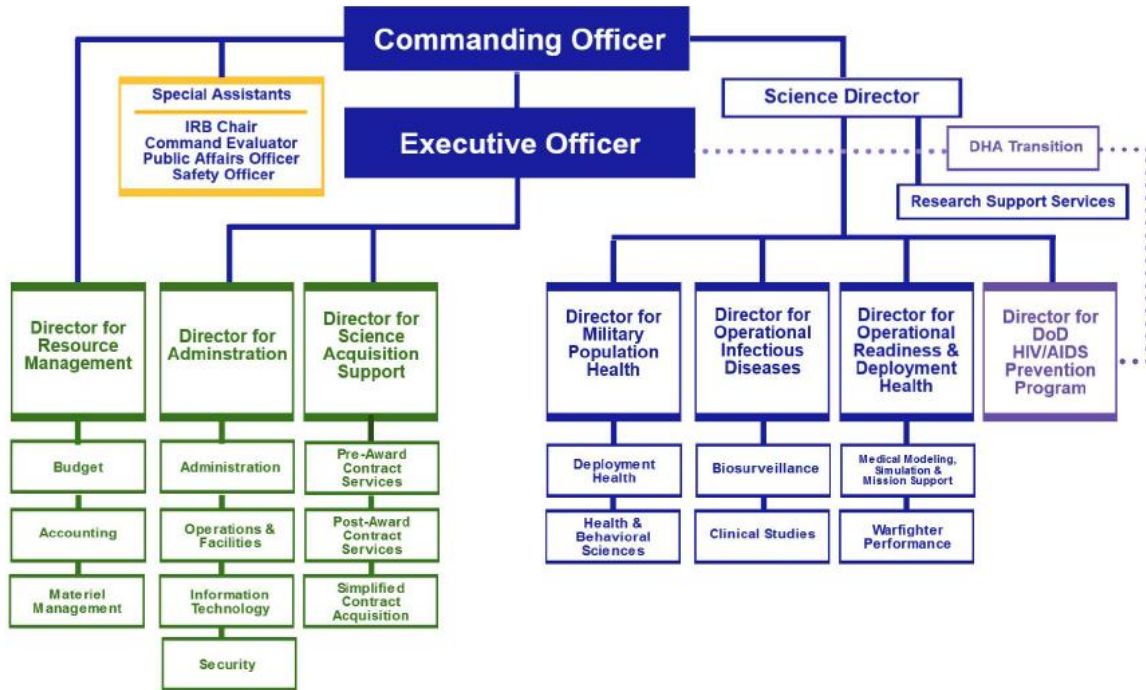 Commanding Officer
Special Assistants
IRB Chair
Command Evaluator
Public Affairs Officer
Safety Officer
Executive Officer
Science Director
DHA Transition
Research Support Services
Director for
Resource
Management
Director for
Adminstration
Director for
Science
Acquisition
Support
Director for
Military
Population
Health
Director for
Operational
Infectious
Diseases
Director for
Operational
Readiness &
Deployment
Health
Director for
DoD
HIV/AIDS
Prevention
Program
Budget
Accounting
Materiel
Management
Administration
Operations &
Facilities
Information
Technology
Security
Pre-Award
Contract
Services
Post-Award
Contract
Services
Simplified
Contract
Acquisition
Deployment
Health
Health &
Behavioral
Sciences
Biosurveillance
Clinical Studies
Medical Modeling,
Simulation &
Mission Support
Warfighter
Performance